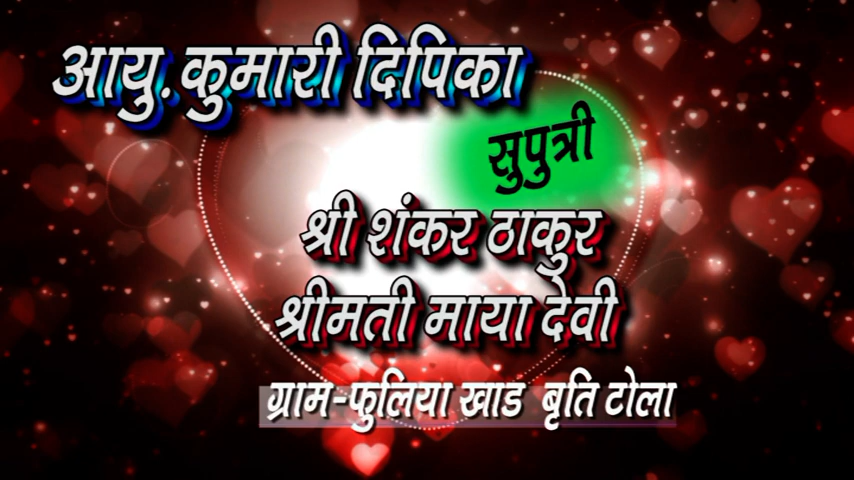 आयु.कुमारी दिपिका
सुपुत्री
श्री शंकर ठाकुर
श्रीमती माया देवी
ग्राम-फुलिया खाड बृति टोला